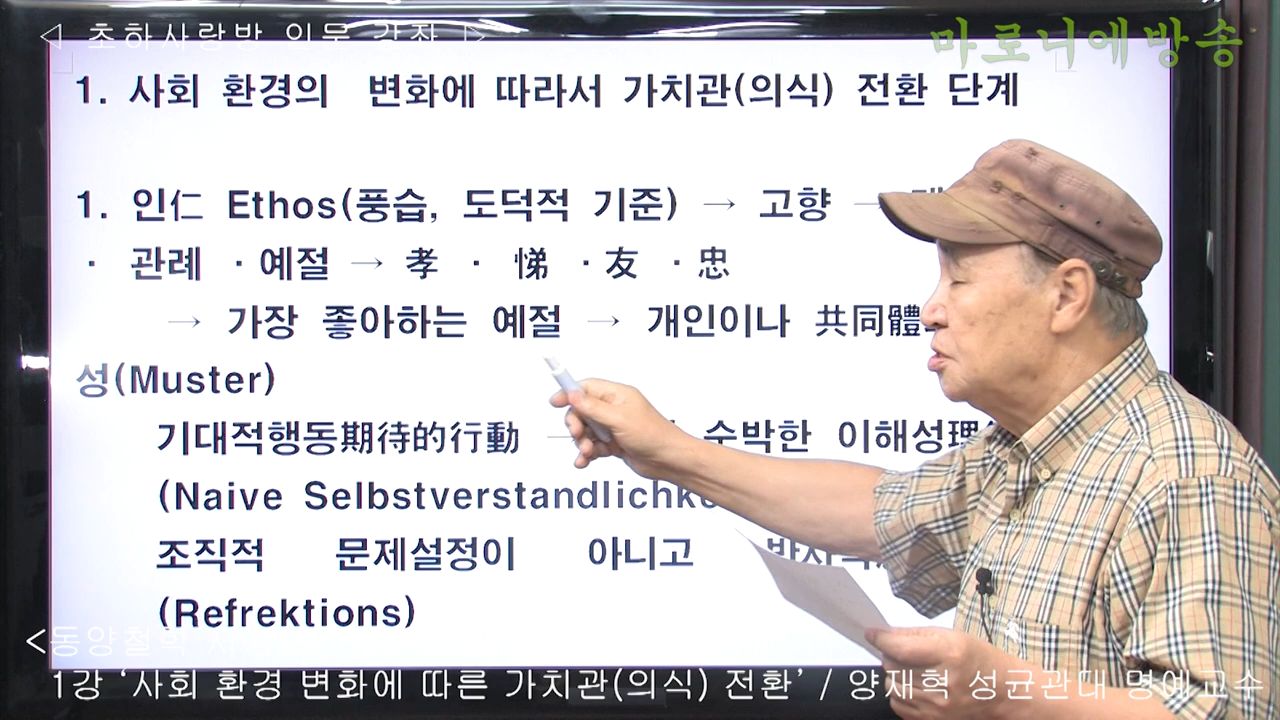 ◁ 초하사랑방 인문 강좌 ▷
마로니에방송
1. 사회 환경의 변화에 따라서 가치관(의식) 전환 단계
1. 인仁 Ethos(풍습, 도덕적 기준) → 고향 →
· 관례 · 예절 → 孝 · 悌 · 友 · 忠
→ 가장 좋아하는 예절 → 개인이나 共同體
성(Muster)
기대적행동期待的行動 → 순박한 이해성理
(Naive Selbstverstandlichke
조직적 문제설정이 아니고
(Refrektions)
<동양철학
1강 ‘사회 환경 변화에 따른 가치관(의식) 전환’ / 양재혁 성균관대 명예교수